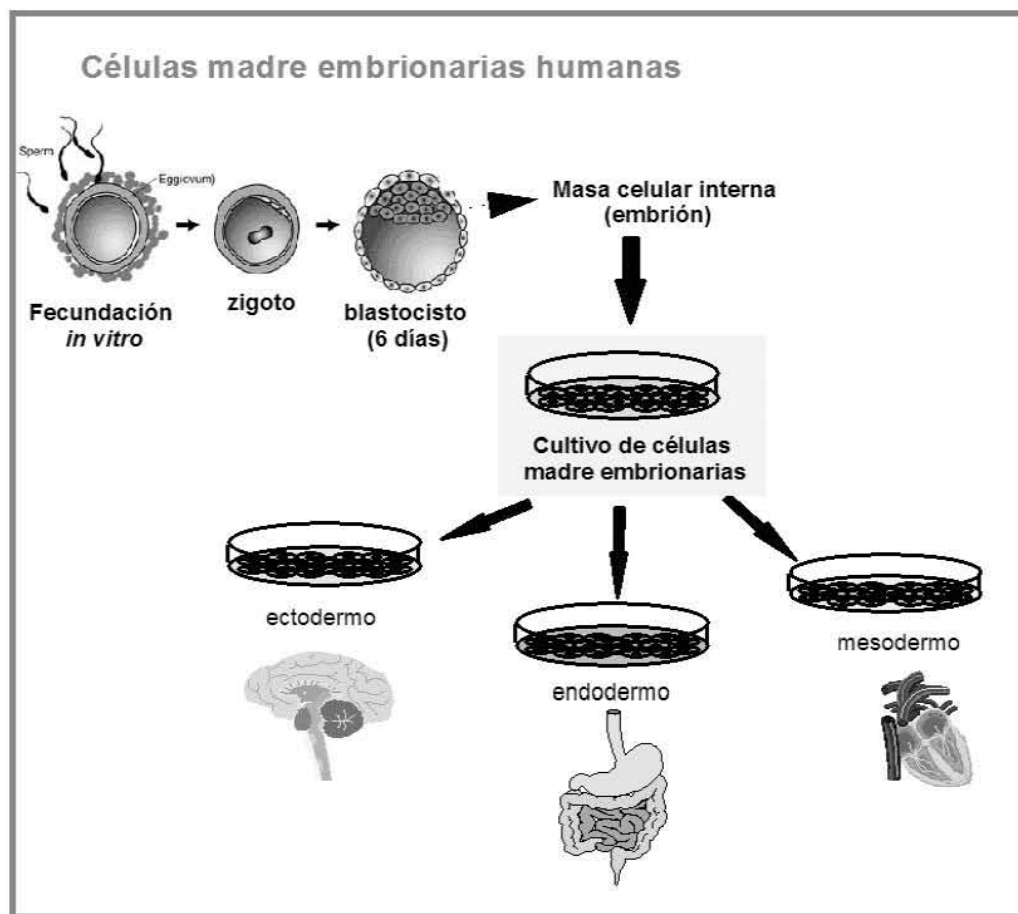 Células madre embrionarias humanas
Sperm
Eggicvum)
Fecundación
in vitro
zigoto
blastocisto
(6 días)
Masa celular interna
(embrión)
Cultivo de células
madre embrionarias
ectodermo
endodermo
mesodermo